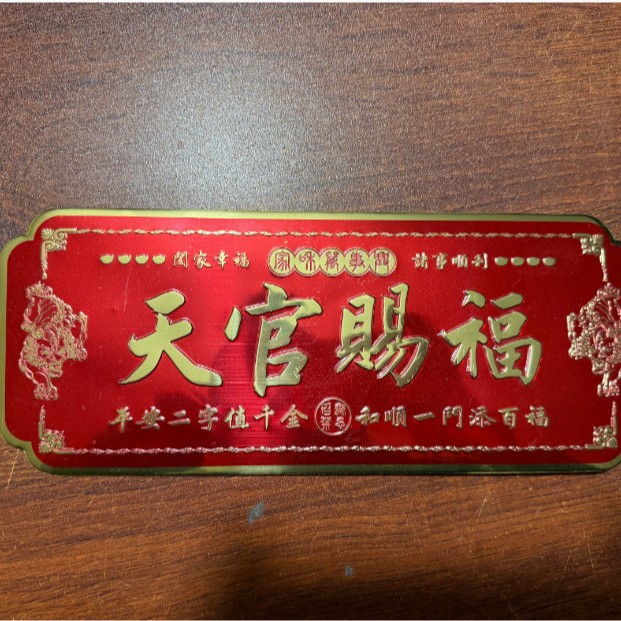 闔家幸福 家和萬事興 諸事順利
天官賜福
平安二字值千金 和順一門添百福